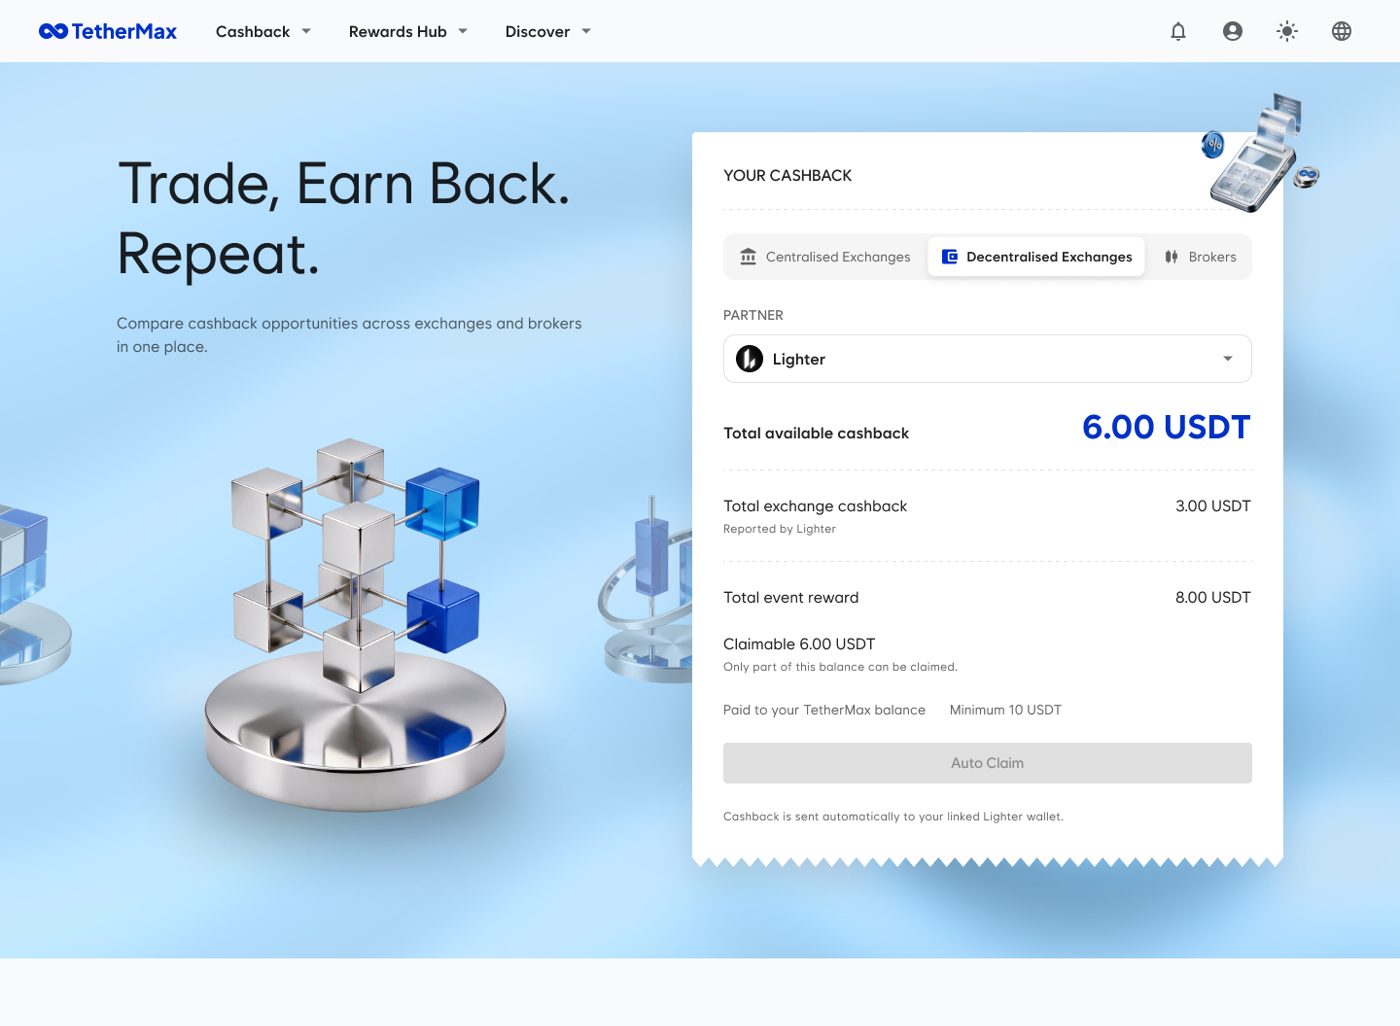 TetherMax
Cashback
Rewards Hub
Discover
Trade, Earn Back.
Repeat.
Compare cashback opportunities across exchanges and brokers
in one place.
YOUR CASHBACK
Centralised Exchanges
Decentralised Exchanges
Brokers
PARTNER
Lighter
Total available cashback
6.00 USDT
Total exchange cashback
3.00 USDT
Reported by Lighter
Total event reward
8.00 USDT
Claimable 6.00 USDT
Only part of this balance can be claimed.
Paid to your TetherMax balance
Minimum 10 USDT
Auto Claim
Cashback is sent automatically to your linked Lighter wallet.